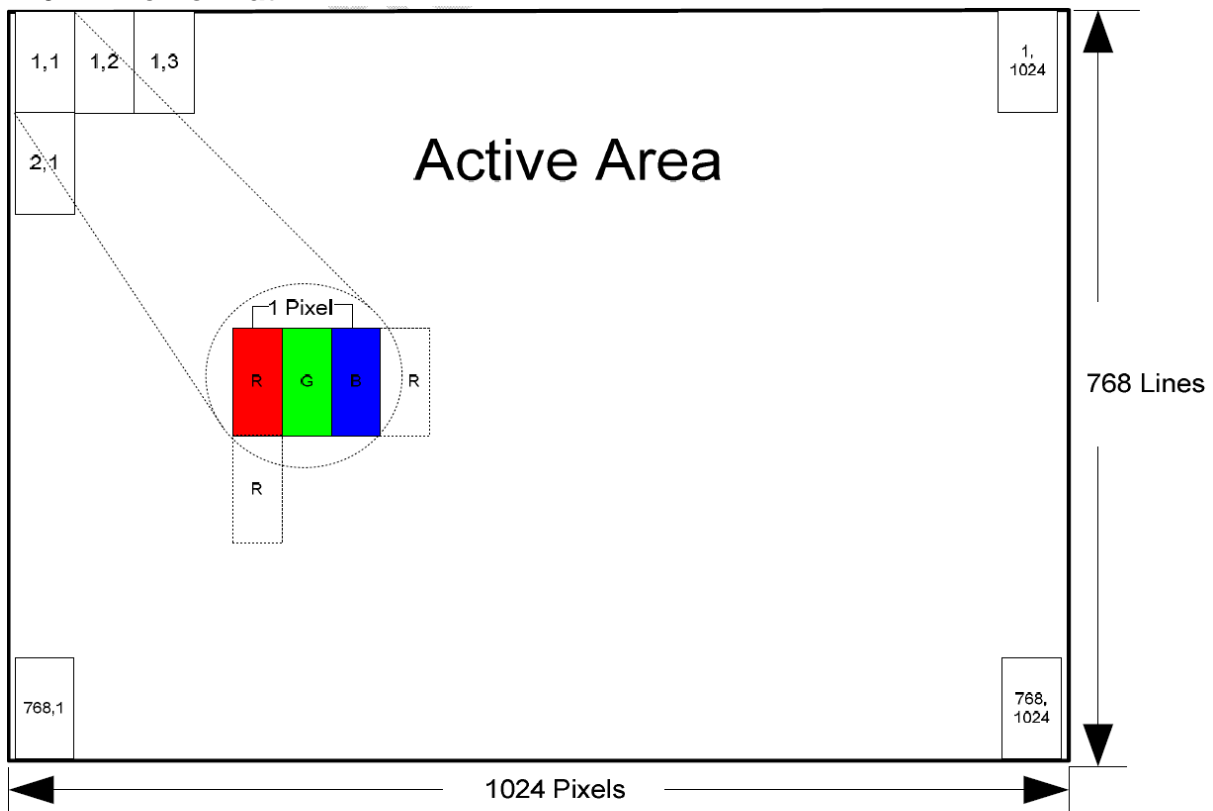 1,1 1,2 1,3 1,
1024
2,1
Active Area
1 Pixel
R G B R
R
768 Lines
768,1 768,
1024
1024 Pixels